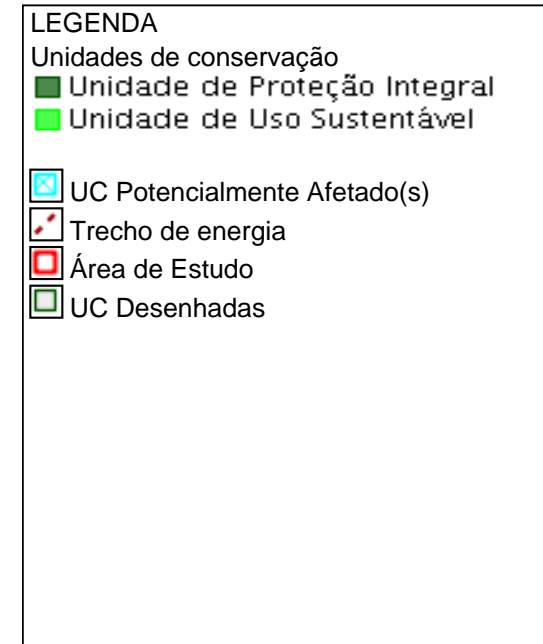 LEGENDA
Unidades de conservação
Unidade de Proteção Integral
Unidade de Uso Sustentável
UC Potencialmente Afetado(s)
Trecho de energia
Área de Estudo
UC Desenhadas